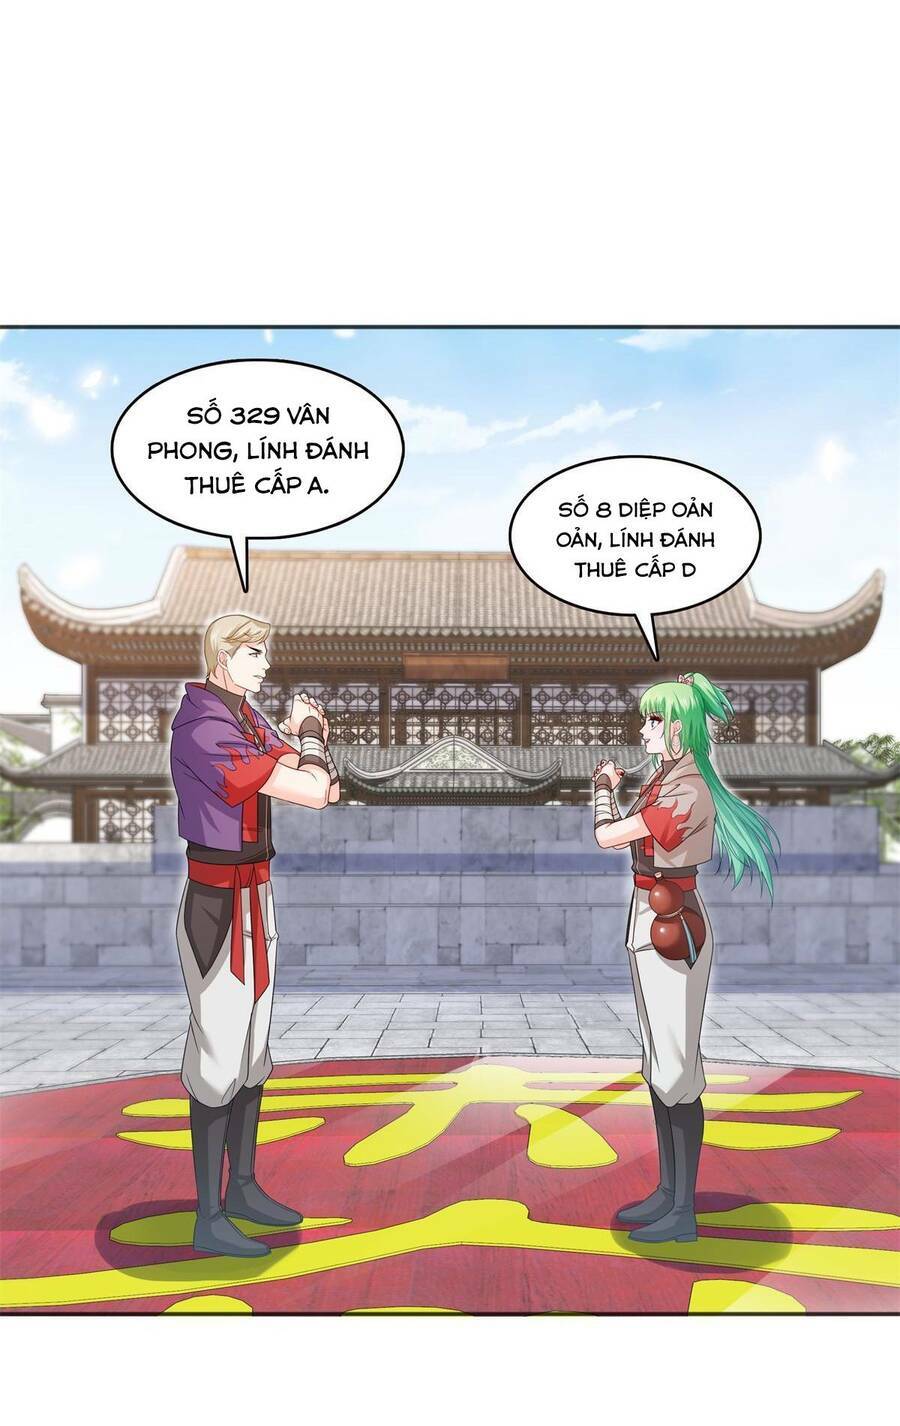 SỐ 329 VÂN
PHONG, LÍNH ĐÁNH
THUÊ CẤP A.
SỐ 8 DIỆP OẢN
OẢN, LÍNH ĐÁNH
THUÊ CẤP D